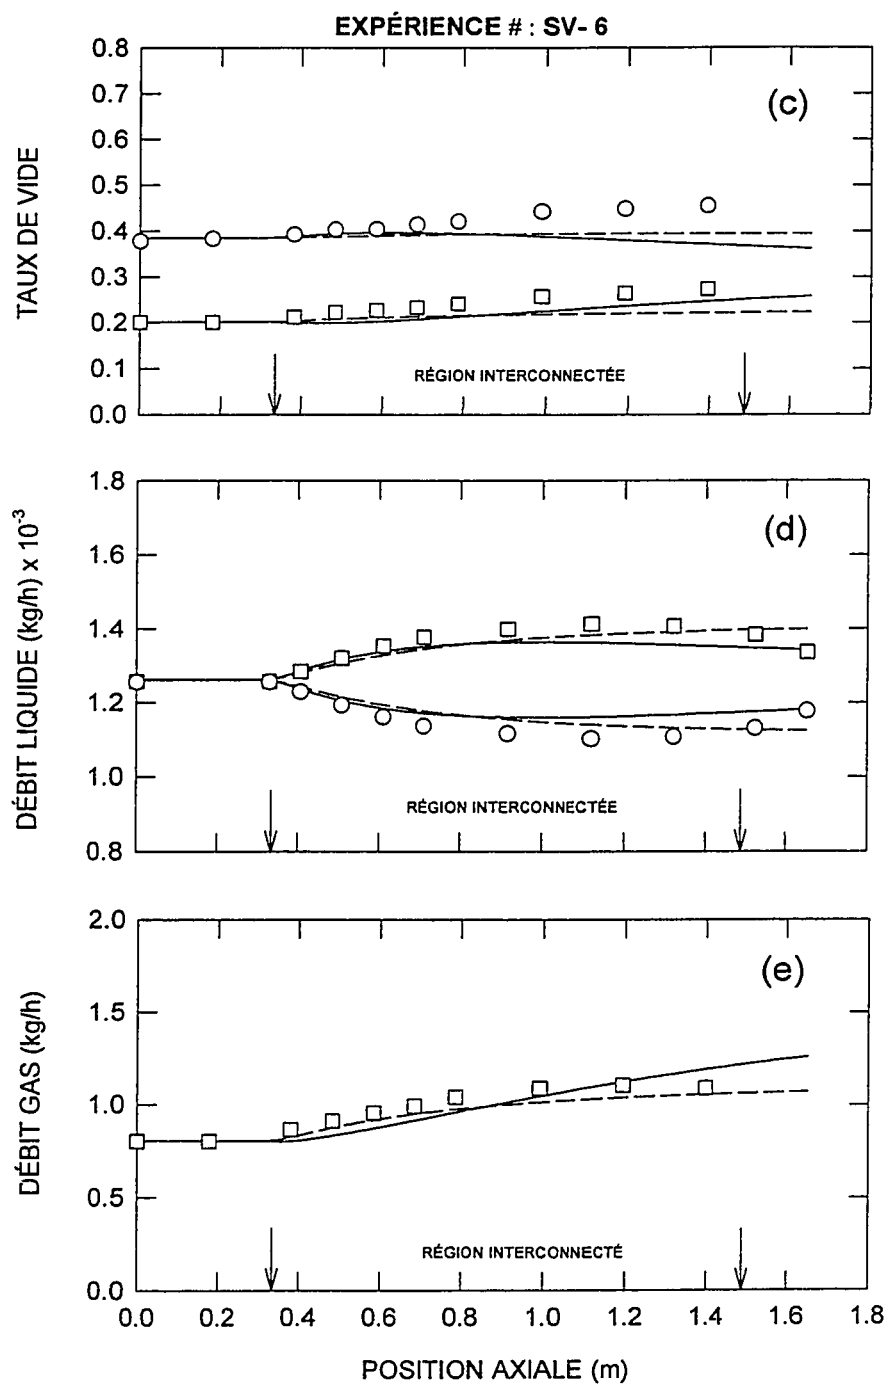 EXPÉRIENCE # : SV- 6
0.8
0.7
0.6
0.5
0.4
0.3
0.2
0.1
0.0
TAUX DE VIDE
(c)
RÉGION INTERCONNECTÉE
1.8
1.6
1.4
1.2
1.0
0.8
DÉBIT LIQUIDE (kg/h) x 10-3
(d)
RÉGION INTERCONNECTÉE
2.0
1.5
1.0
0.5
0.0
DÉBIT GAS (kg/h)
(e)
RÉGION INTERCONNECTÉ
0.0 0.2 0.4 0.6 0.8 1.0 1.2 1.4 1.6 1.8
POSITION AXIALE (m)